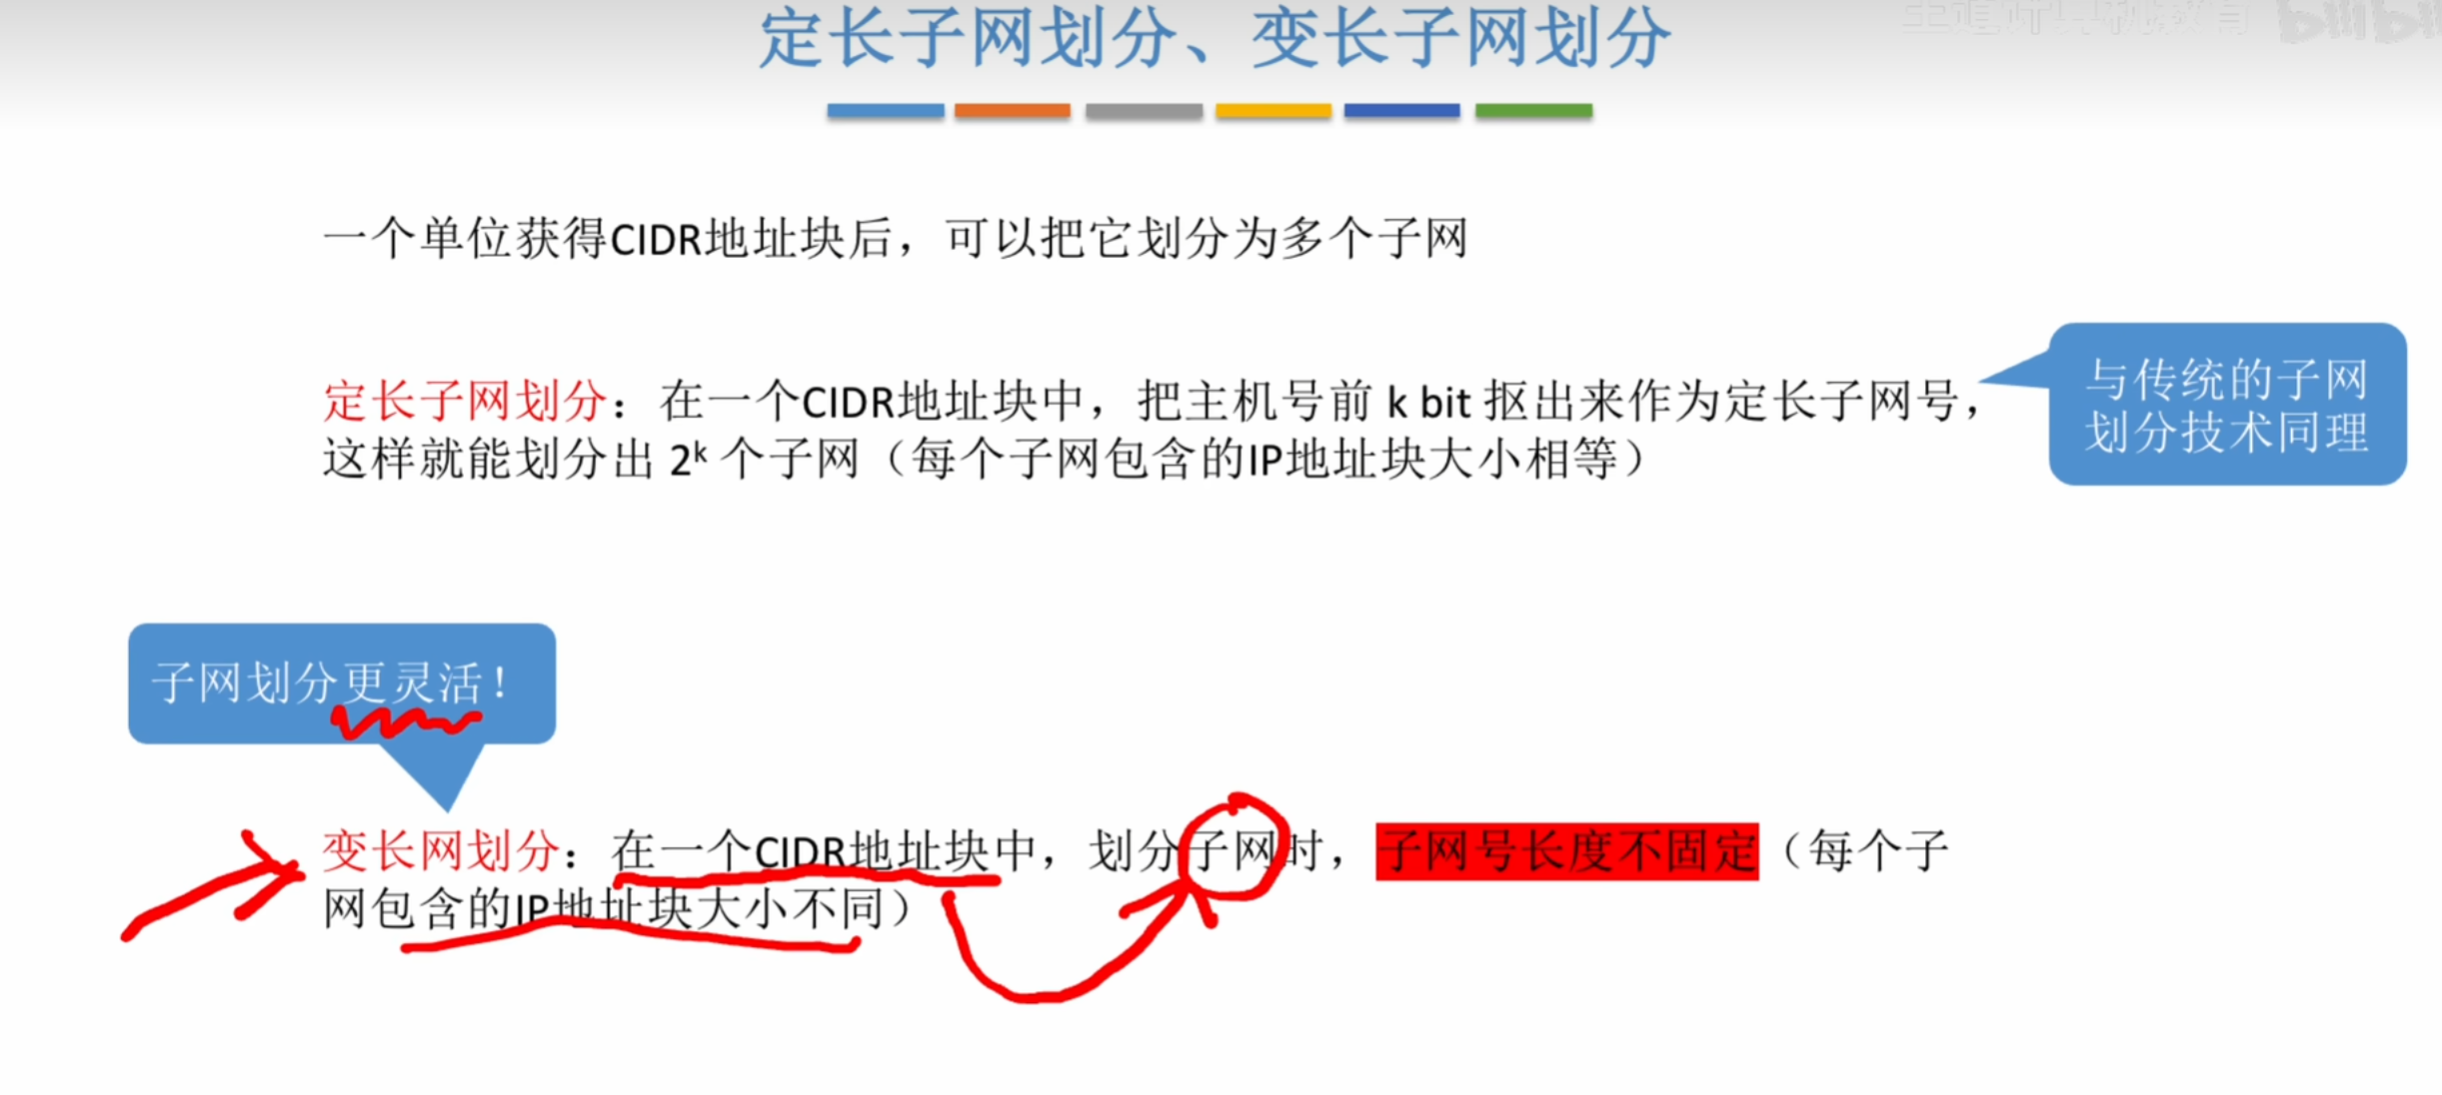 定长子网划分、变长子网划分
一个单位获得CIDR地址块后，可以把它划分为多个子网
定长子网划分：在一个CIDR地址块中，把主机号前 k bit 抠出来作为定长子网号，
这样就能划分出 2ᵏ 个子网（每个子网包含的IP地址块大小相等）
与传统的子网
划分技术同理
子网划分更灵活！
变长网划分：在一个CIDR地址块中，划分子网时，子网号长度不固定（每个子
网包含的IP地址块大小不同）